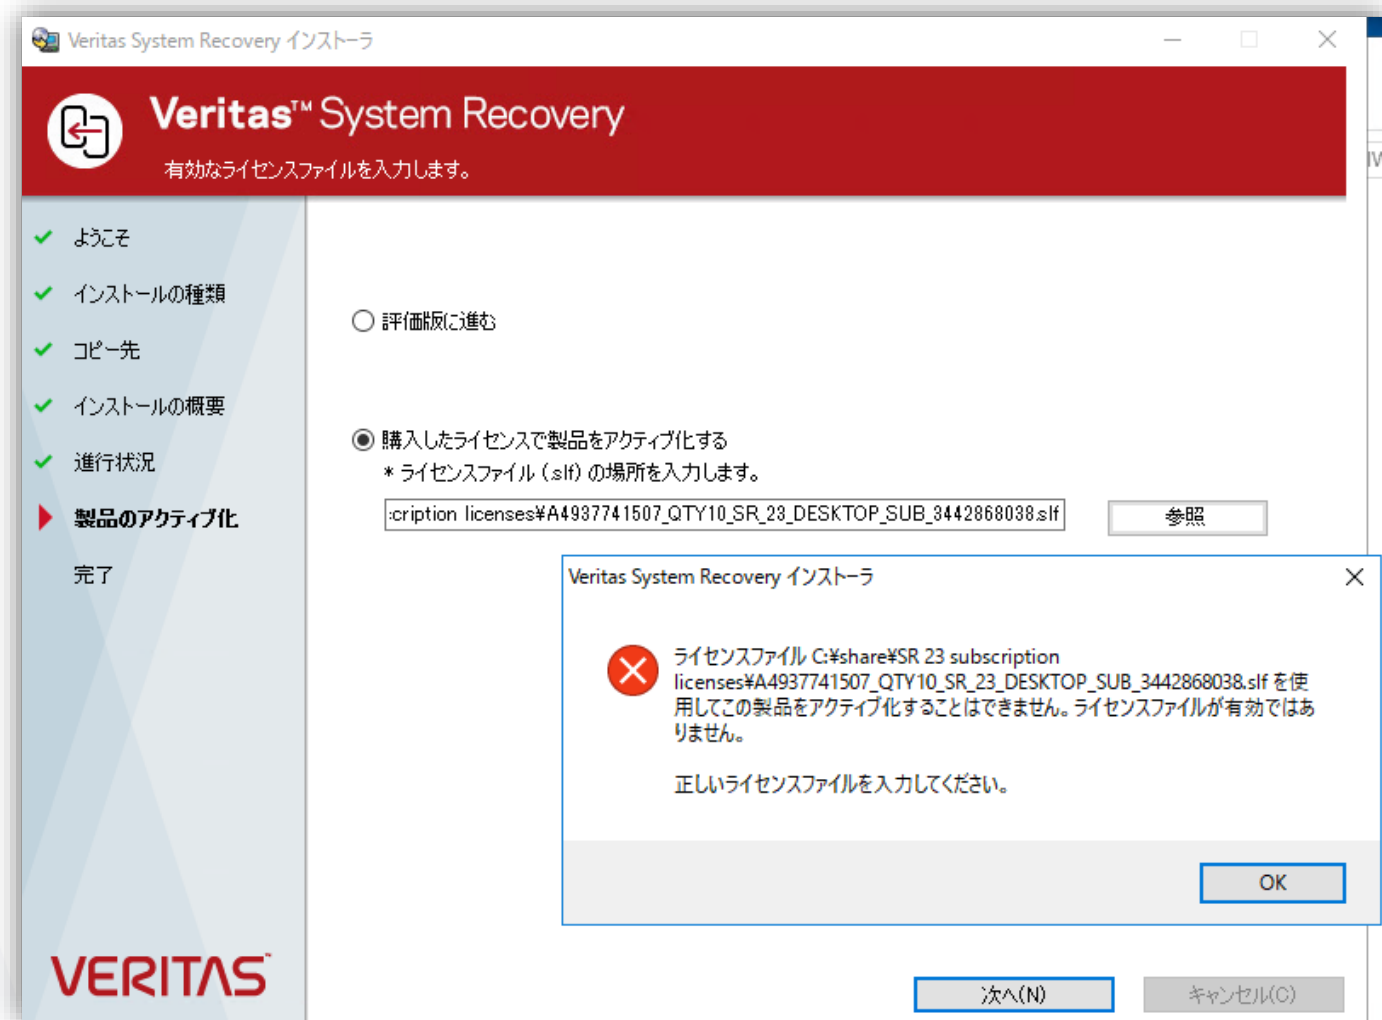 Veritas System Recovery インストーラ
Veritas™ System Recovery
有効なライセンスファイルを入力します。
ようこそ
インストールの種類
コピー先
インストールの概要
進行状況
製品のアクティブ化
完了
評価版に進む
購入したライセンスで製品をアクティブ化する
* ライセンスファイル (.slf) の場所を入力します。
:cription licenses¥A4937741507_QTY10_SR_23_DESKTOP_SUB_3442868038.slf
参照
Veritas System Recovery インストーラ
ライセンスファイル C:¥share¥SR 23 subscription
licenses¥A4937741507_QTY10_SR_23_DESKTOP_SUB_3442868038.slf を使
用してこの製品をアクティブ化することはできません。ライセンスファイルが有効ではあ
りません。
正しいライセンスファイルを入力してください。
OK
VERITAS™
次へ(N)
キャンセル(C)